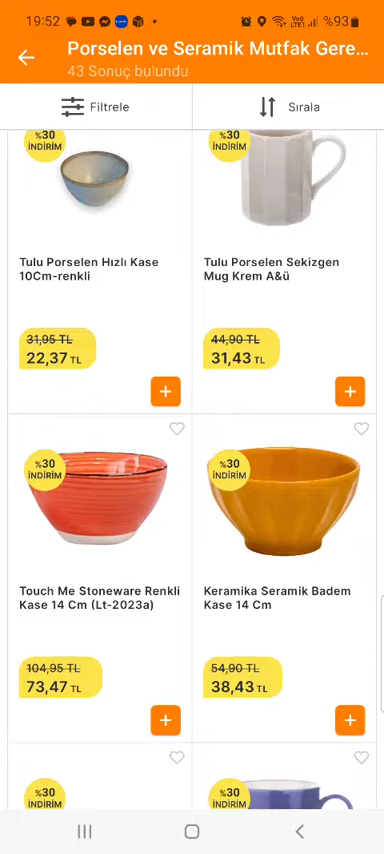 19:52
Vo))
LTE1
%93
Porselen ve Seramik Mutfak Gere...
43 Sonuç bulundu
Filtrele
Sırala
%30
İNDİRİM
%30
İNDİRİM
Tulu Porselen Hızlı Kase
10Cm-renkli
Tulu Porselen Sekizgen
Mug Krem A&ü
31,95 TL
22,37 TL
44,90 TL
31,43 TL
+
+
%30
İNDİRİM
%30
İNDİRİM
Touch Me Stoneware Renkli
Kase 14 Cm (Lt-2023a)
Keramika Seramik Badem
Kase 14 Cm
104,95 TL
73,47 TL
54,90 TL
38,43 TL
+
+
%30
İNDİRİM
%30
İNDİRİM